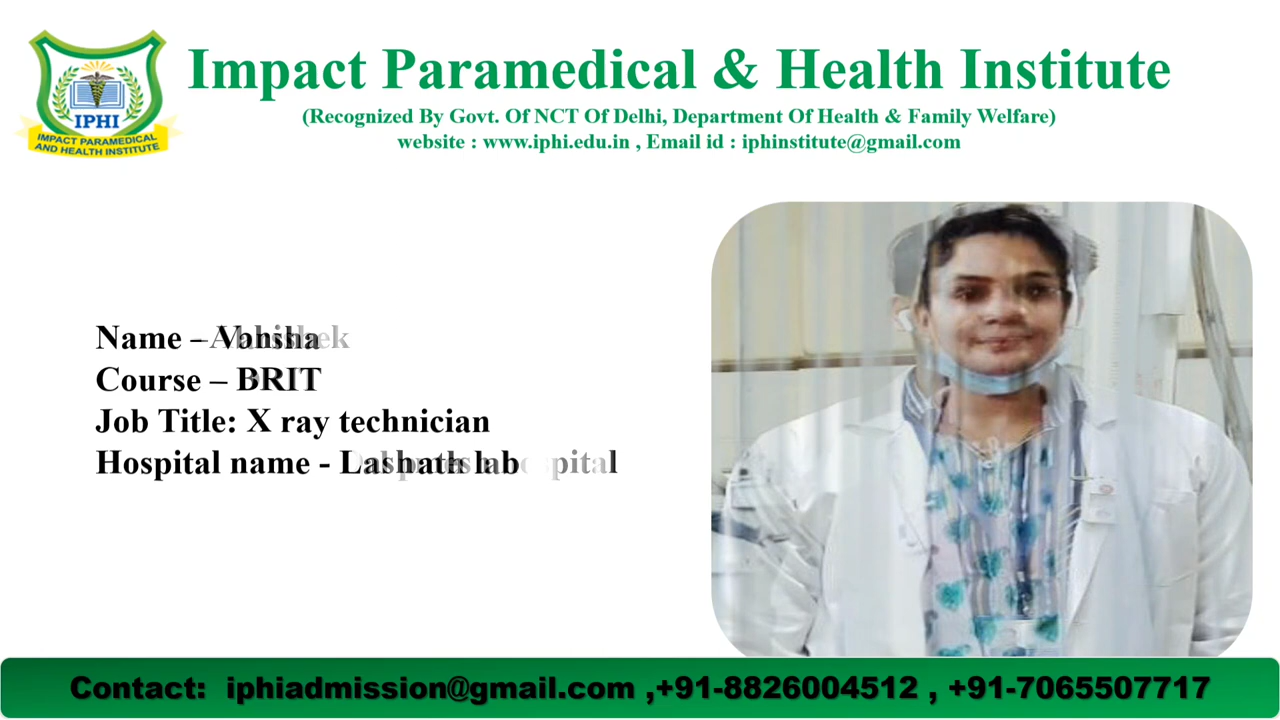 IPHI
IMPACT PARAMEDICAL
AND HEALTH INSTITUTE
Impact Paramedical & Health Institute
(Recognized By Govt. Of NCT Of Delhi, Department Of Health & Family Welfare)
website : www.iphi.edu.in , Email id : iphinstitute@gmail.com
Name –
Course – BRIT
Job Title: X ray technician
Hospital name - lab
Contact: iphiadmission@gmail.com ,+91-8826004512 , +91-7065507717